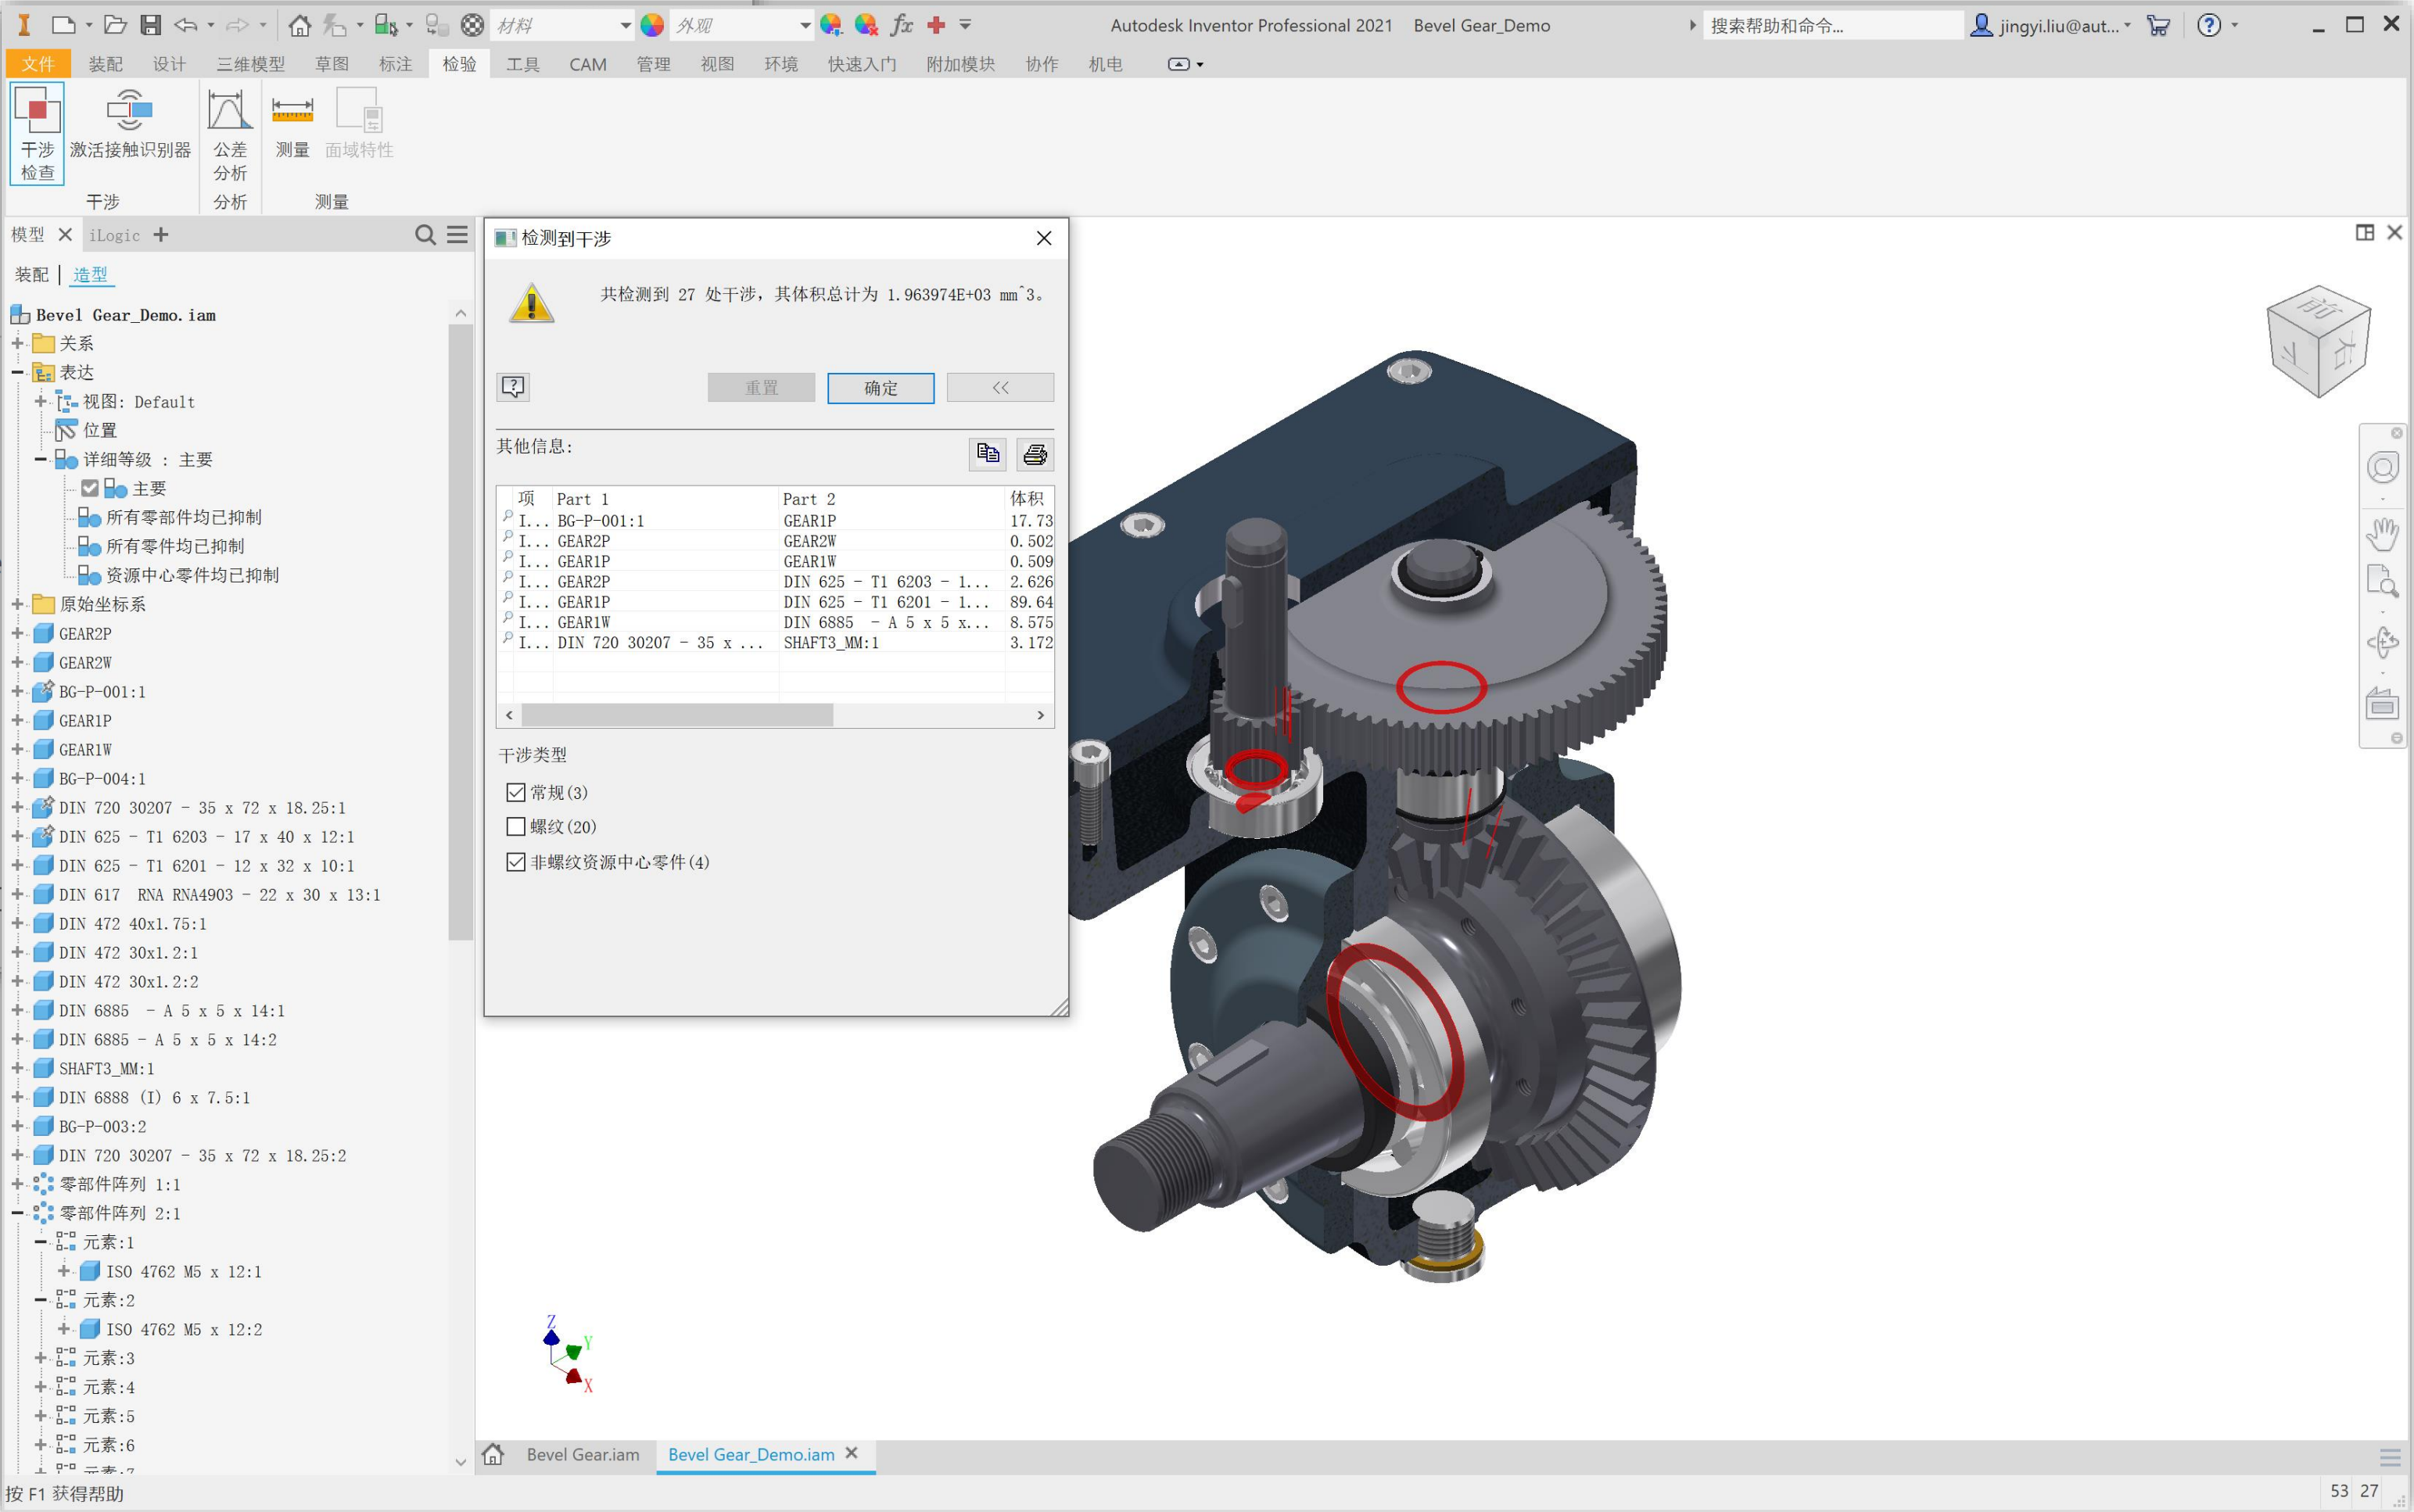 材料
外观
fx
Autodesk Inventor Professional 2021 Bevel Gear_Demo
搜索帮助和命令...
jingyi.liu@aut...
文件 装配 设计 三维模型 草图 标注 检验 工具 CAM 管理 视图 环境 快速入门 附加模块 协作 机电
干涉检查
激活接触识别器
公差分析
测量
面域特性
干涉
分析
测量
模型
iLogic
装配
造型
Bevel Gear_Demo.iam
关系
表达
视图: Default
位置
详细等级 : 主要
主要
所有零部件均已抑制
所有零件均已抑制
资源中心零件均已抑制
原始坐标系
GEAR2P
GEAR2W
BG-P-001:1
GEAR1P
GEAR1W
BG-P-004:1
DIN 720 30207 - 35 x 72 x 18.25:1
DIN 625 - T1 6203 - 17 x 40 x 12:1
DIN 625 - T1 6201 - 12 x 32 x 10:1
DIN 617 RNA RNA4903 - 22 x 30 x 13:1
DIN 472 40x1.75:1
DIN 472 30x1.2:1
DIN 472 30x1.2:2
DIN 6885 - A 5 x 5 x 14:1
DIN 6885 - A 5 x 5 x 14:2
SHAFT3_MM:1
DIN 6888 (I) 6 x 7.5:1
BG-P-003:2
DIN 720 30207 - 35 x 72 x 18.25:2
零部件阵列 1:1
零部件阵列 2:1
元素:1
ISO 4762 M5 x 12:1
元素:2
ISO 4762 M5 x 12:2
元素:3
元素:4
元素:5
元素:6
检测到干涉
共检测到 27 处干涉，其体积总计为 1.963974E+03 mm^3。
重置
确定
<<
其他信息:
项 Part 1 Part 2 体积
I... BG-P-001:1 GEAR1P 17.73
I... GEAR2P GEAR2W 0.502
I... GEAR1P GEAR1W 0.509
I... GEAR2P DIN 625 - T1 6203 - 1... 2.626
I... GEAR1P DIN 625 - T1 6201 - 1... 89.64
I... GEAR1W DIN 6885 - A 5 x 5 x... 8.575
I... DIN 720 30207 - 35 x ... SHAFT3_MM:1 3.172
干涉类型
常规(3)
螺纹(20)
非螺纹资源中心零件(4)
前
上
右
Z
Y
X
Bevel Gear.iam
Bevel Gear_Demo.iam
按 F1 获得帮助
53 27